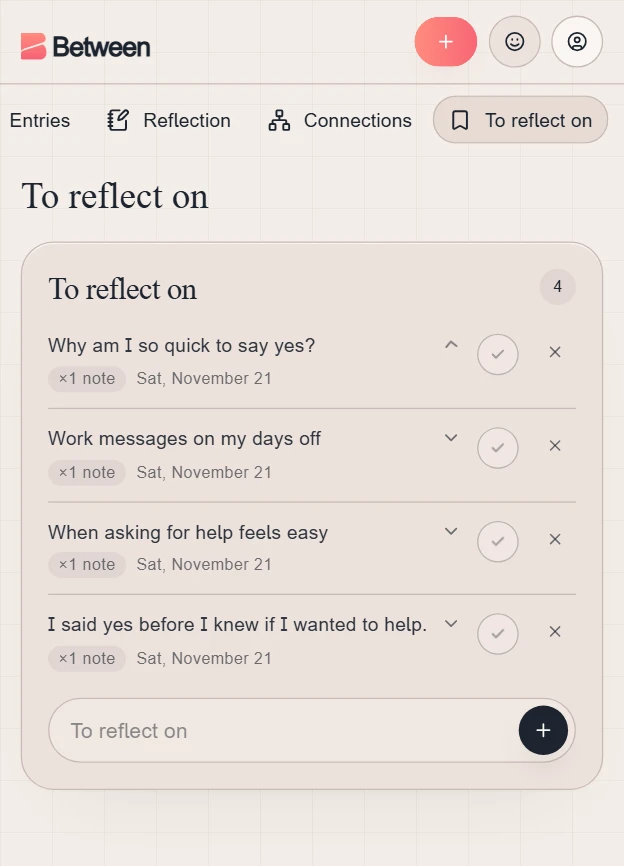 Between
Entries
Reflection
Connections
To reflect on
To reflect on
To reflect on
4
Why am I so quick to say yes?
×1 note Sat, November 21
Work messages on my days off
×1 note Sat, November 21
When asking for help feels easy
×1 note Sat, November 21
I said yes before I knew if I wanted to help.
×1 note Sat, November 21
To reflect on